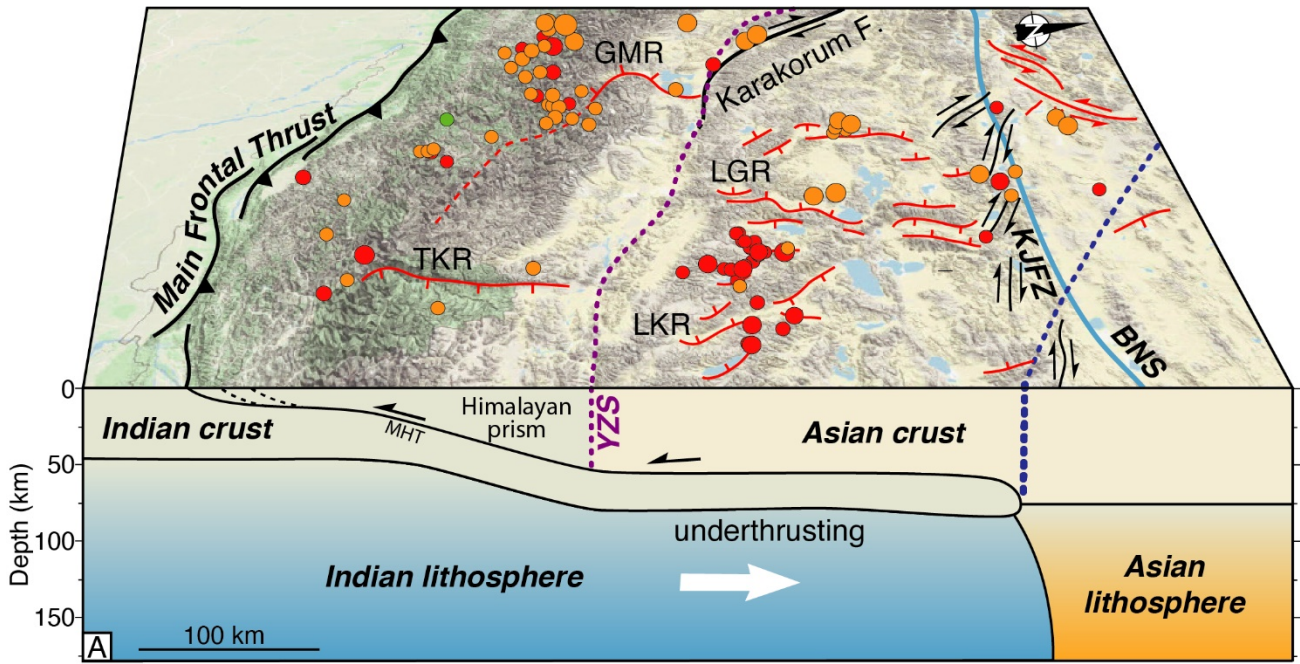 N
GMR
Karakorum F.
Main Frontal Thrust
LGR
TKR
KJFZ
LKR
BNS
0
50
100
150
Depth (km)
Indian crust
MHT
Himalayan
prism
YZS
Asian crust
underthrusting
Indian lithosphere
Asian
lithosphere
A
100 km